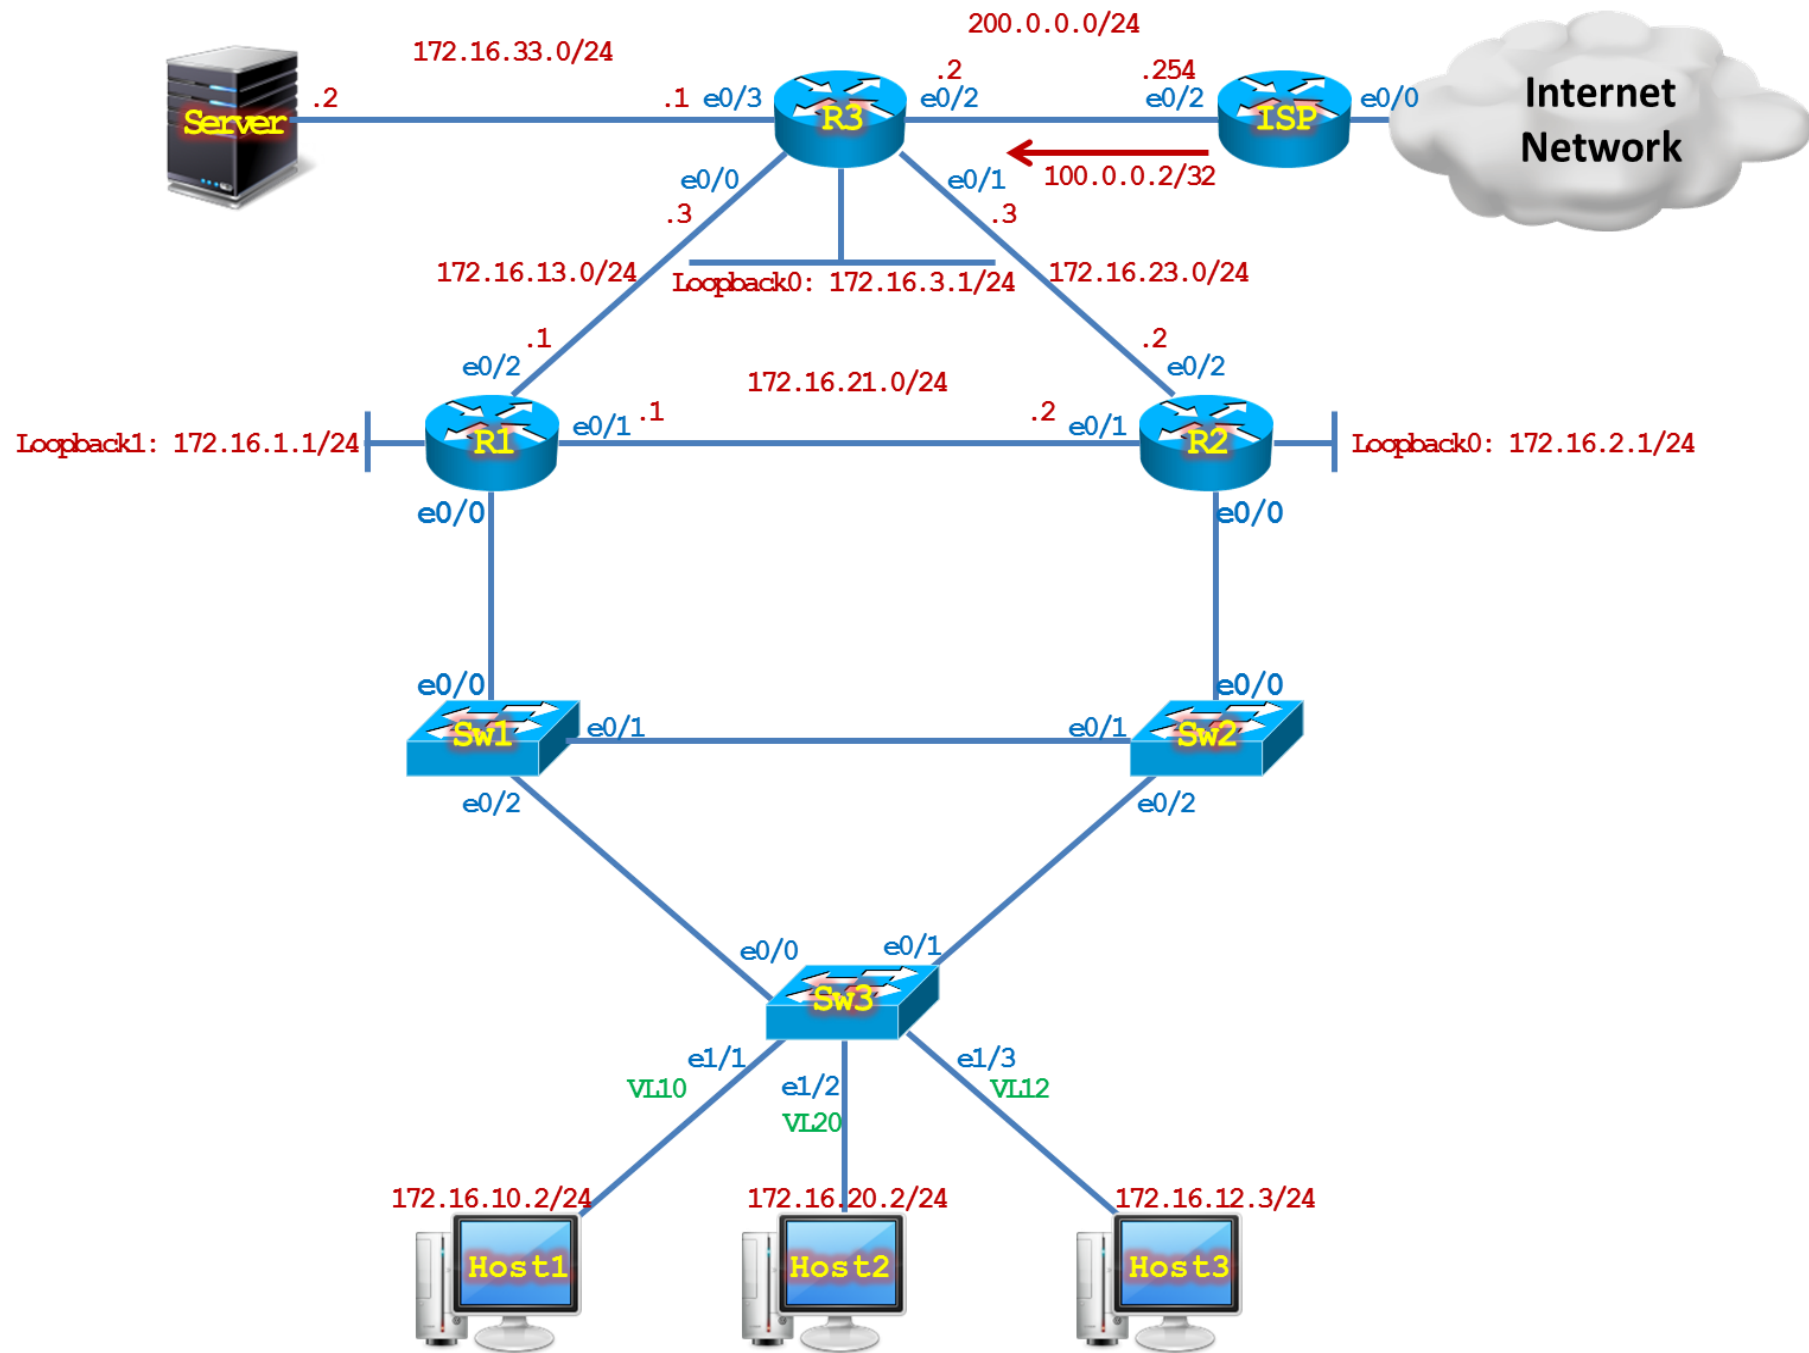 200.0.0.0/24
172.16.33.0/24
Server
.2
.1
e0/3
R3
.2
e0/2
.254
e0/2
ISP
e0/0
Internet
Network
100.0.0.2/32
e0/0
e0/1
.3
.3
172.16.13.0/24
Loopback0: 172.16.3.1/24
172.16.23.0/24
.1
.2
e0/2
e0/2
172.16.21.0/24
Loopback1: 172.16.1.1/24
R1
e0/1
.1
.2
e0/1
R2
Loopback0: 172.16.2.1/24
e0/0
e0/0
e0/0
e0/0
Sw1
e0/1
e0/1
Sw2
e0/2
e0/2
e0/0
e0/1
Sw3
e1/1
e1/2
e1/3
VL10
VL20
VL12
172.16.10.2/24
172.16.20.2/24
172.16.12.3/24
Host1
Host2
Host3